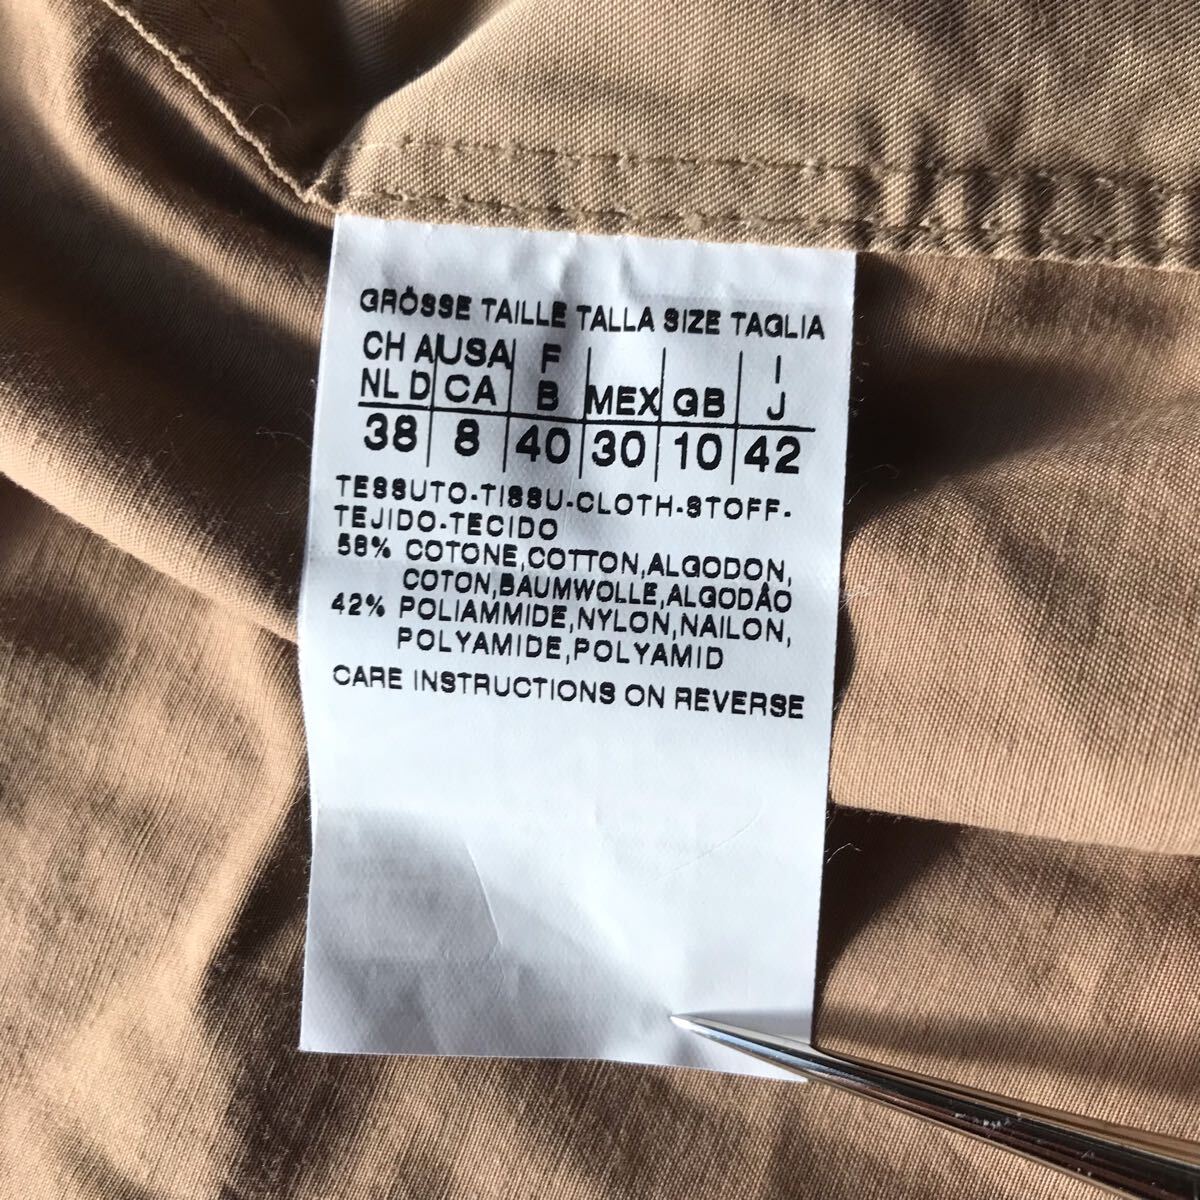 GRÖSSE TAILLE TALLA SIZE TAGLIA
CH A USA F MEX GB I
NL D CA B J
38 8 40 30 10 42
TESSUTO-TISSU-CLOTH-STOFF-
TEJIDO-TECIDO
58% COTONE,COTTON,ALGODON,
COTON,BAUMWOLLE,ALGODÃO
42% POLIAMMIDE,NYLON,NAILON,
POLYAMIDE,POLYAMID
CARE INSTRUCTIONS ON REVERSE